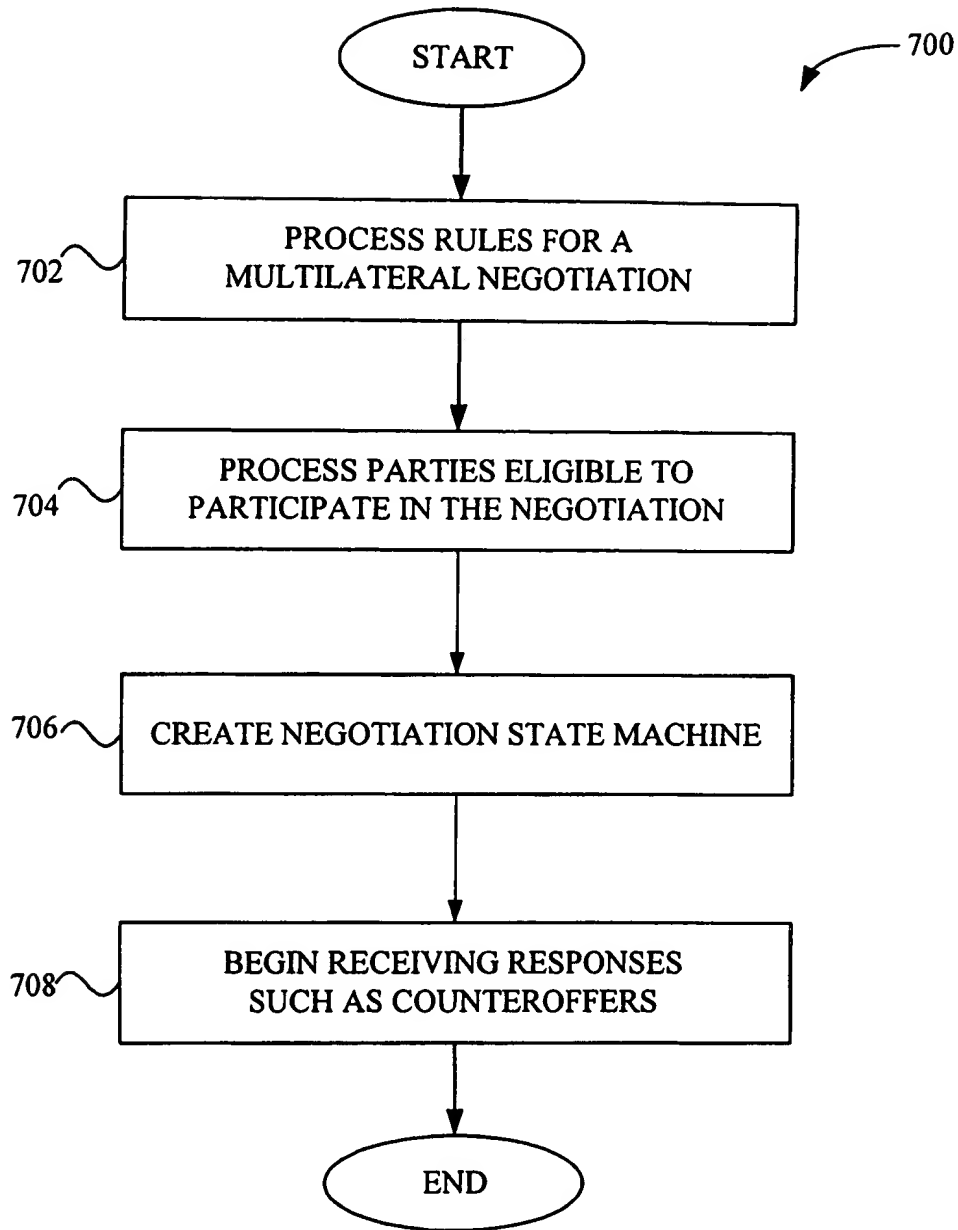 START
700
702
PROCESS RULES FOR A
MULTILATERAL NEGOTIATION
704
PROCESS PARTIES ELIGIBLE TO
PARTICIPATE IN THE NEGOTIATION
706
CREATE NEGOTIATION STATE MACHINE
708
BEGIN RECEIVING RESPONSES
SUCH AS COUNTEROFFERS
END